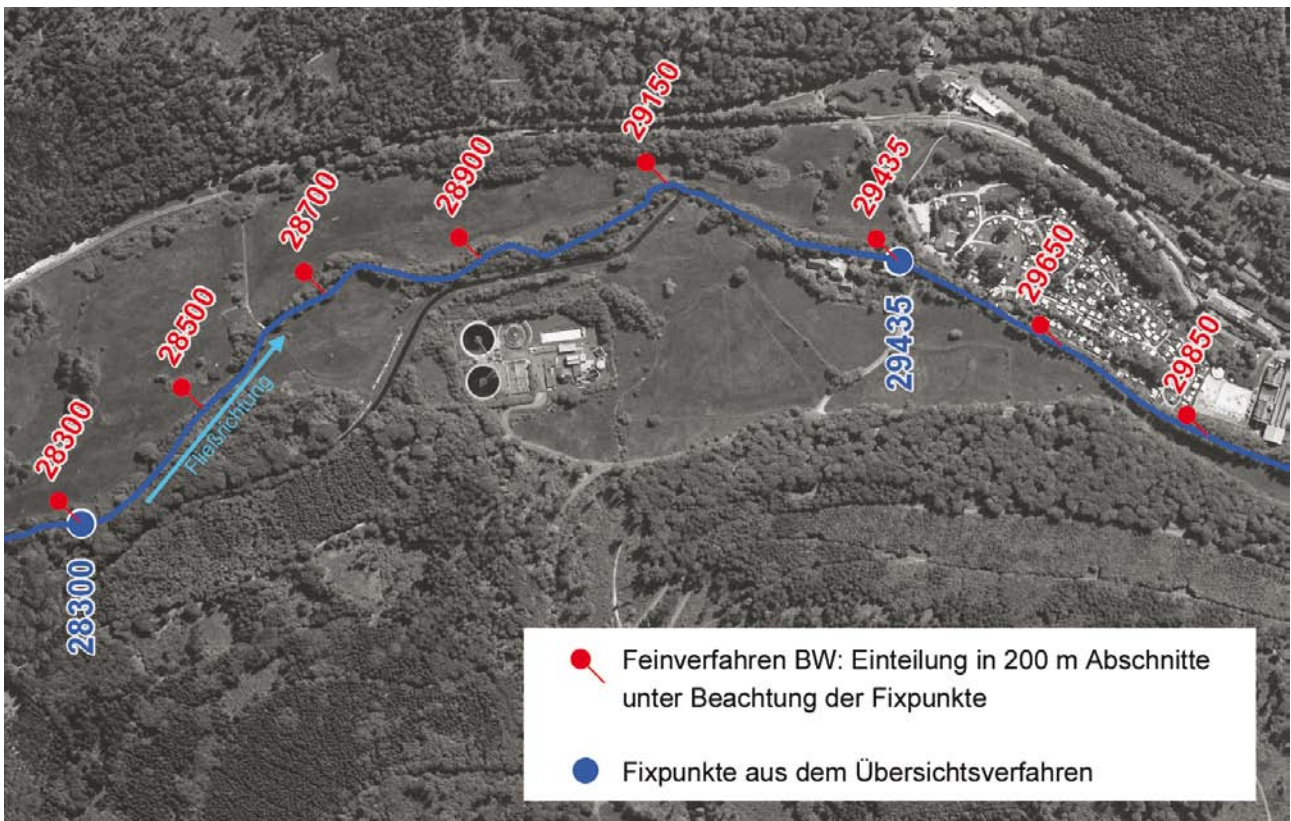 28300
28500
28700
28900
29150
29435
29650
29850
Fließrichtung
28300
29435
Feinverfahren BW: Einteilung in 200 m Abschnitte
unter Beachtung der Fixpunkte
Fixpunkte aus dem Übersichtsverfahren